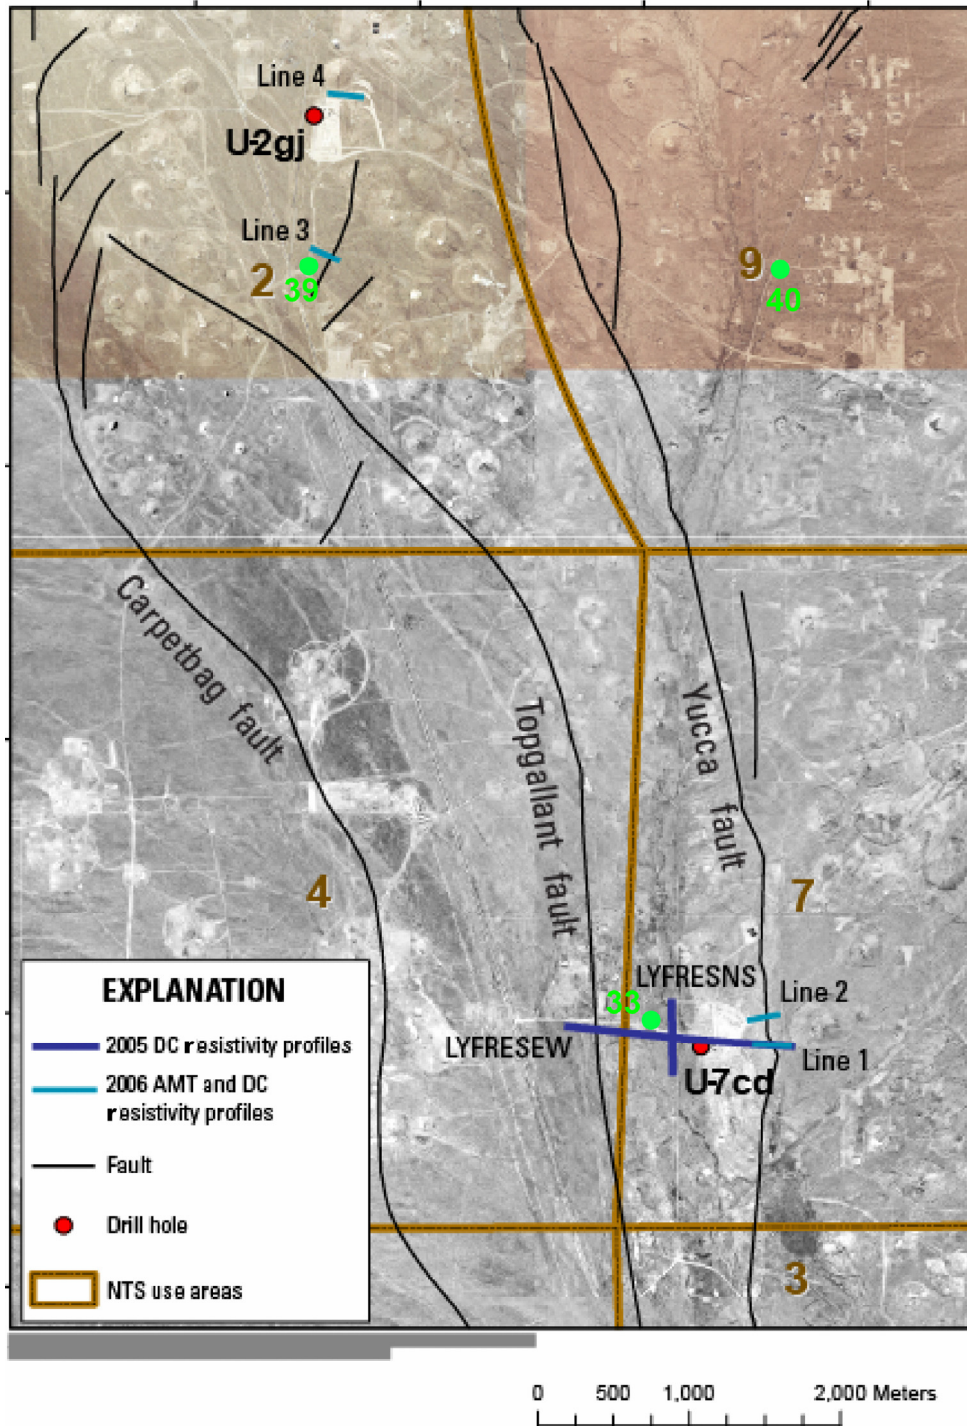 Line 4
U-2gj
Line 3
2
39
9
40
Carpetbag fault
Topgallant fault
Yucca fault
4
7
LYFRESNS
33
Line 2
LYFRESEW
Line 1
U-7cd
3
EXPLANATION
2005 DC resistivity profiles
2006 AMT and DC
resistivity profiles
Fault
Drill hole
NTS use areas
0 500 1,000 2,000 Meters